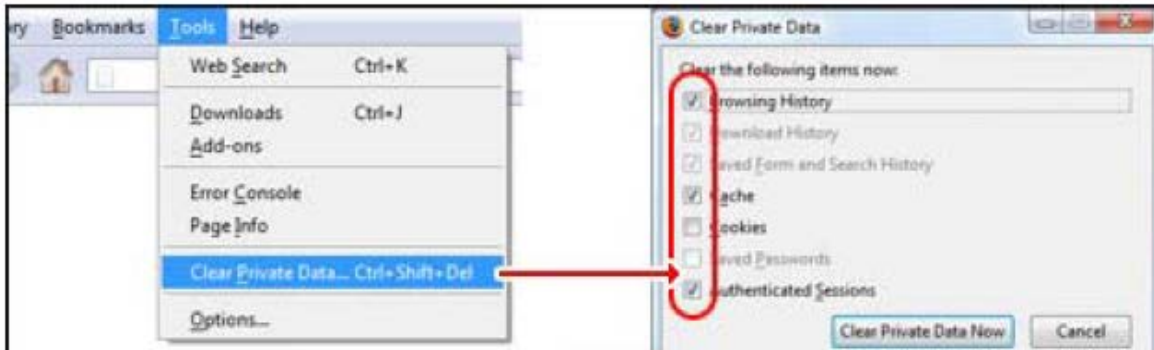 ry Bookmarks Tools Help
Web Search Ctrl+K
Downloads Ctrl+J
Add-ons
Error Console
Page Info
Clear Private Data... Ctrl+Shift+Del
Options...
Clear Private Data
Clear the following items now:
Browsing History
Download History
Saved Form and Search History
Cache
Cookies
Saved Passwords
Authenticated Sessions
Clear Private Data Now Cancel